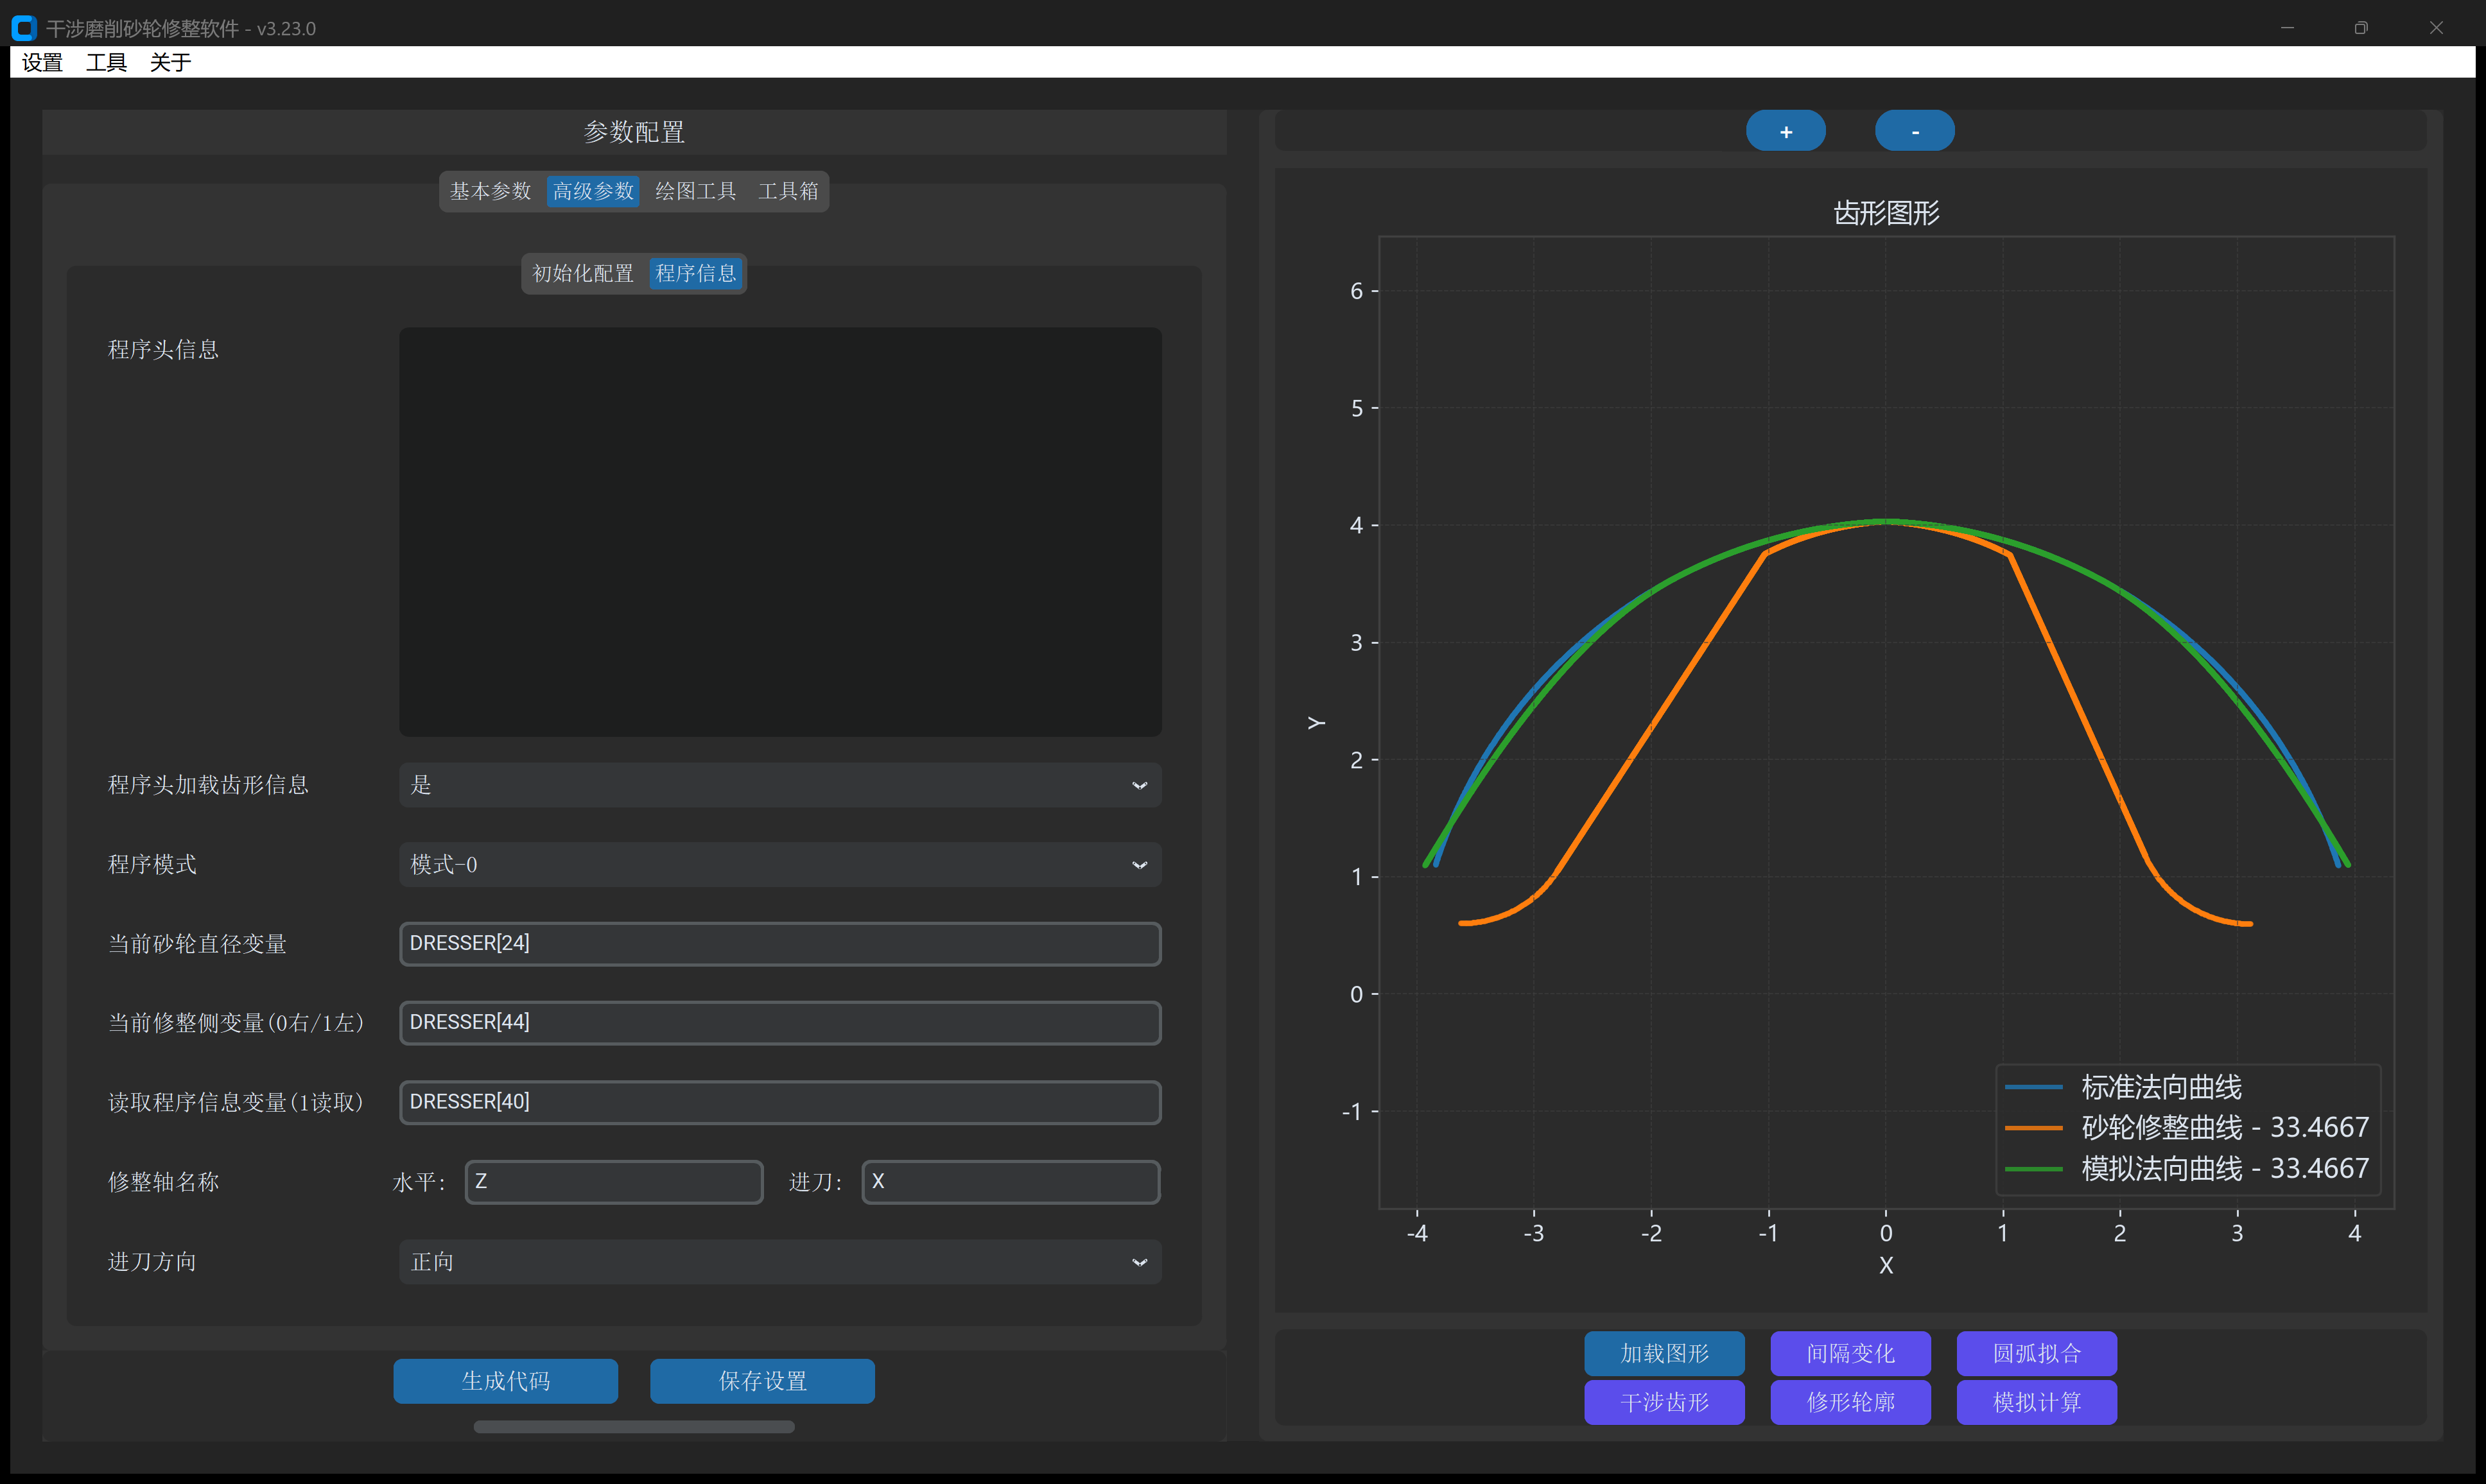 干涉磨削砂轮修整软件 - v3.23.0
设置 工具 关于
参数配置
基本参数 高级参数 绘图工具 工具箱
初始化配置 程序信息
程序头信息
程序头加载齿形信息 是
程序模式 模式-0
当前砂轮直径变量 DRESSER[24]
当前修整侧变量(0右/1左) DRESSER[44]
读取程序信息变量(1读取) DRESSER[40]
修整轴名称 水平: Z 进刀: X
进刀方向 正向
生成代码 保存设置
+ -
齿形图形
6
5
4
3
2
1
0
-1
Y
标准法向曲线
砂轮修整曲线 - 33.4667
模拟法向曲线 - 33.4667
-4 -3 -2 -1 0 1 2 3 4
X
加载图形 间隔变化 圆弧拟合
干涉齿形 修形轮廓 模拟计算